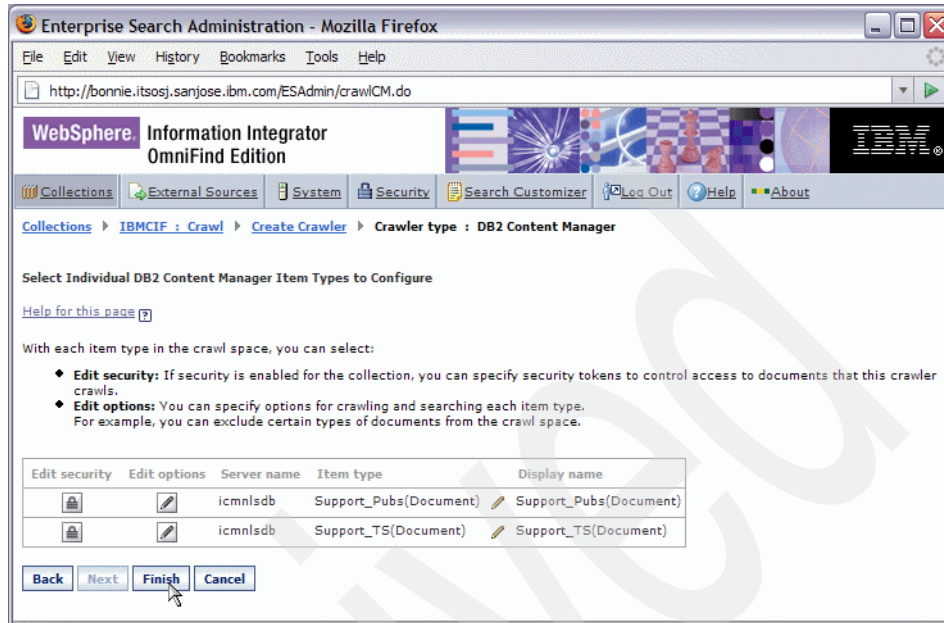 Enterprise Search Administration - Mozilla Firefox
File Edit View History Bookmarks Tools Help
http://bonnie.itsosj.sanjose.ibm.com/ESAdmin/crawlCM.do
WebSphere. Information Integrator
OmniFind Edition
IBM®
Collections External Sources System Security Search Customizer Log Out Help About
Collections IBMCIF : Crawl Create Crawler Crawler type : DB2 Content Manager
Select Individual DB2 Content Manager Item Types to Configure
Help for this page ?
With each item type in the crawl space, you can select:
Edit security: If security is enabled for the collection, you can specify security tokens to control access to documents that this crawler
crawls.
Edit options: You can specify options for crawling and searching each item type.
For example, you can exclude certain types of documents from the crawl space.
Edit security Edit options Server name Item type Display name
icmnlsdb Support_Pubs(Document) Support_Pubs(Document)
icmnlsdb Support_TS(Document) Support_TS(Document)
Back Next Finish Cancel
ived